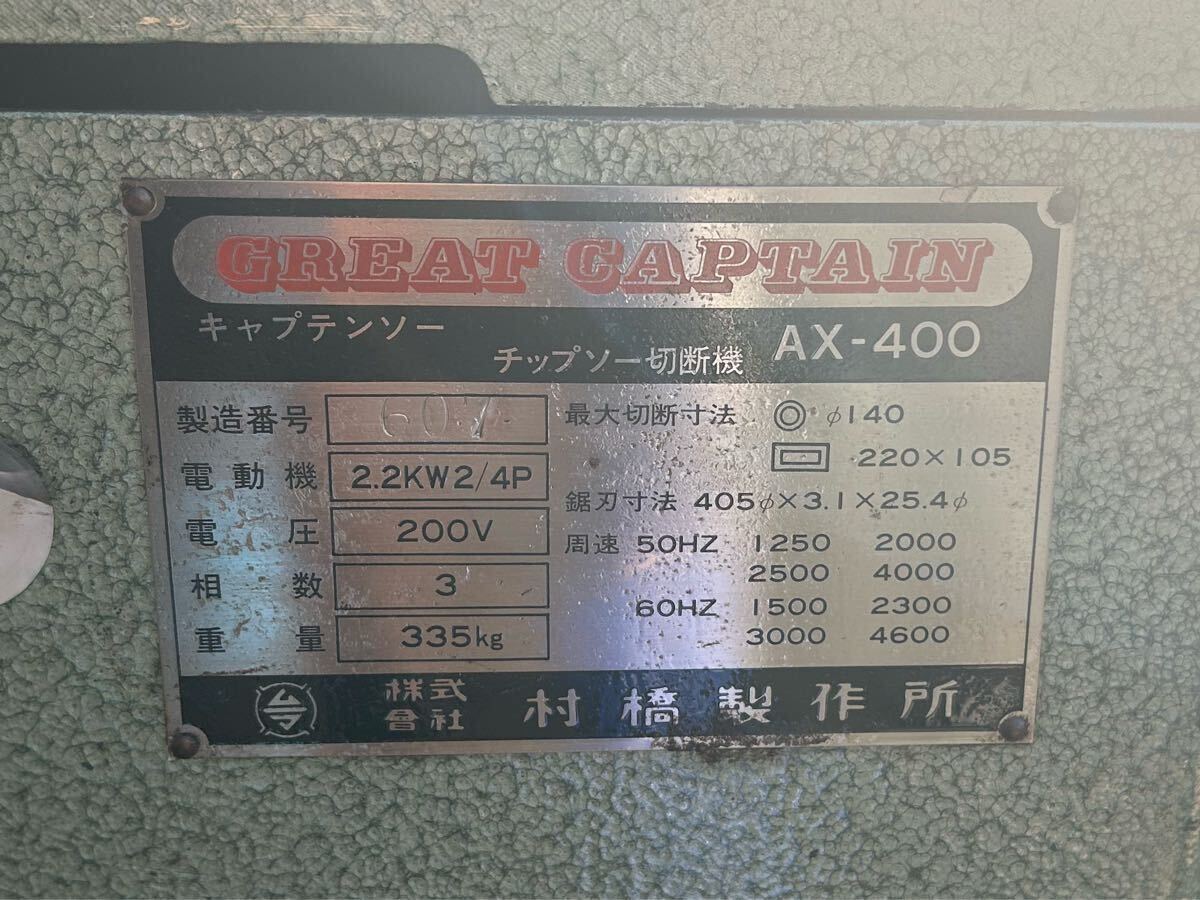 GREAT CAPTAIN
キャプテンソー
チップソー切断機 AX-400
製造番号 607
電動機 2.2KW2/4P
電圧 200V
相数 3
重量 335kg
最大切断寸法 ◎ φ140
220×105
鋸刃寸法 405φ×3.1×25.4φ
周速 50HZ 1250 2000
2500 4000
60HZ 1500 2300
3000 4600
株式會社 村橋製作所